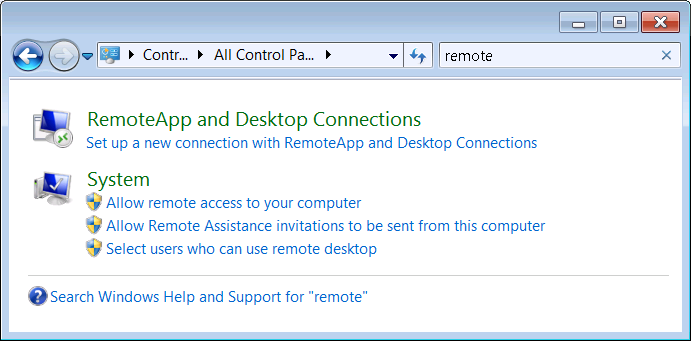 Contr... All Control Pa... remote
RemoteApp and Desktop Connections
Set up a new connection with RemoteApp and Desktop Connections
System
Allow remote access to your computer
Allow Remote Assistance invitations to be sent from this computer
Select users who can use remote desktop
Search Windows Help and Support for "remote"